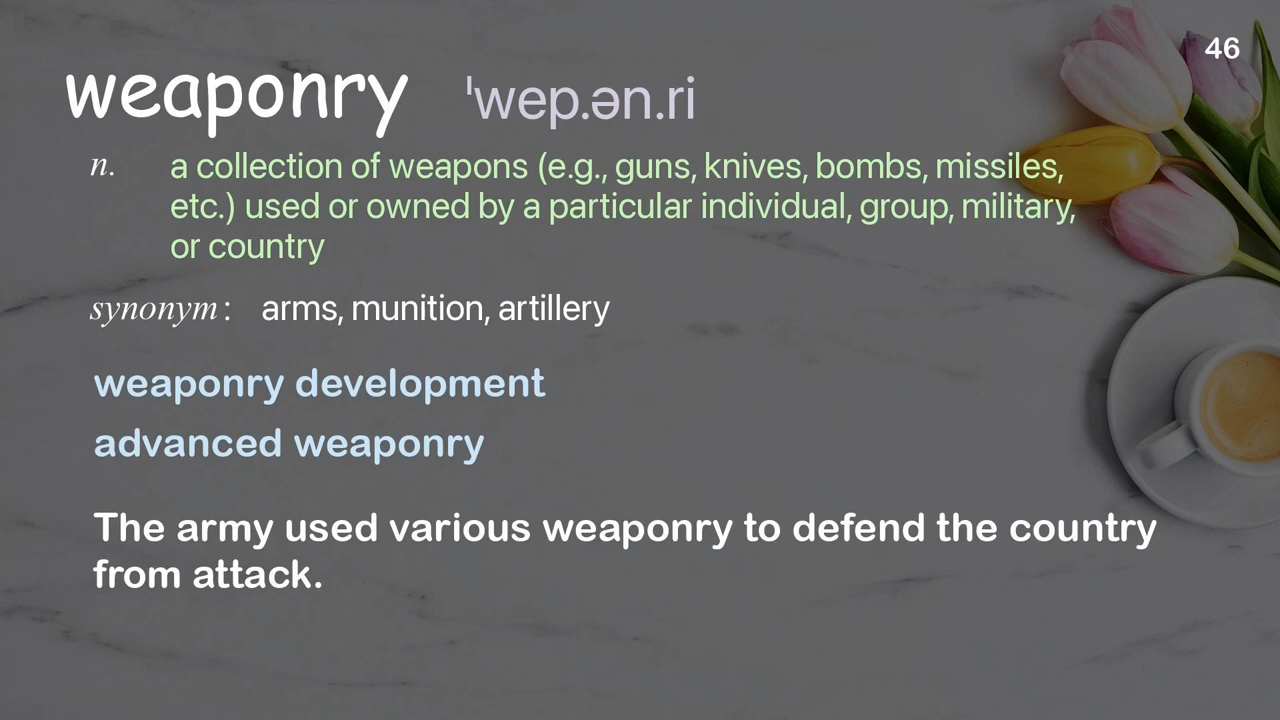 46
weaponry ˈwep.ən.ri
n. a collection of weapons (e.g., guns, knives, bombs, missiles,
etc.) used or owned by a particular individual, group, military,
or country
synonym: arms, munition, artillery
weaponry development
advanced weaponry
The army used various weaponry to defend the country
from attack.